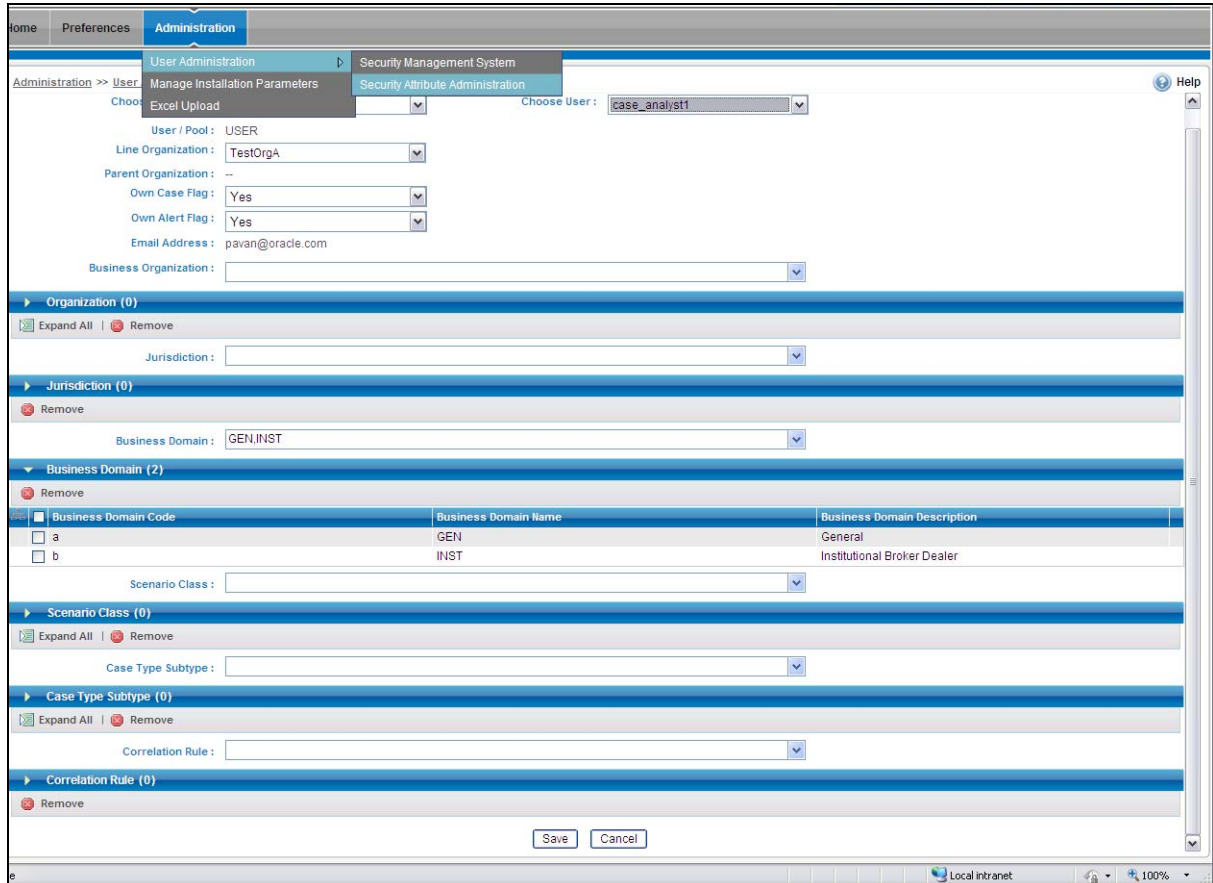 Home Preferences Administration
User Administration Security Management System
Administration >> User Manage Installation Parameters Security Attribute Administration Help
Excel Upload Choose User : case_analyst1
User / Pool : USER
Line Organization : TestOrgA
Parent Organization : --
Own Case Flag : Yes
Own Alert Flag : Yes
Email Address : pavan@oracle.com
Business Organization :
Organization (0)
Expand All | Remove
Jurisdiction :
Jurisdiction (0)
Remove
Business Domain : GEN,INST
Business Domain (2)
Remove
Business Domain Code Business Domain Name Business Domain Description
a GEN General
b INST Institutional Broker Dealer
Scenario Class :
Scenario Class (0)
Expand All | Remove
Case Type Subtype :
Case Type Subtype (0)
Expand All | Remove
Correlation Rule :
Correlation Rule (0)
Remove
Save Cancel
Local intranet 100%